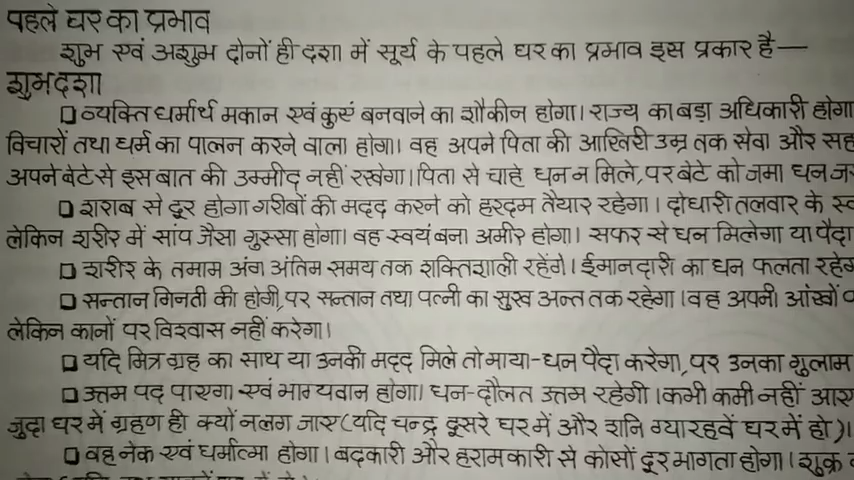 पहले घर का प्रभाव
शुभ एवं अशुभ दोनों ही दशा में सूर्य के पहले घर का प्रभाव इस प्रकार है—
शुभदशा
❑ व्यक्ति धर्मार्थ मकान एवं कुएं बनवाने का शौकीन होगा। राज्य का बड़ा अधिकारी होगा
विचारों तथा धर्म का पालन करने वाला होगा। वह अपने पिता की आखिरी उम्र तक सेवा और
अपने बेटे से इस बात की उम्मीद नहीं रखेगा। पिता से चाहे धन न मिले, पर बेटे को जमा धन
❑ शराब से दूर होगा गरीबों की मदद करने को हरदम तैयार रहेगा। दोधारी तलवार के
लेकिन शरीर में सांप जैसा गुस्सा होगा। वह स्वयं बना अमीर होगा। सफर से धन मिलेगा या पैदा
❑ शरीर के तमाम अंग अंतिम समय तक शक्तिशाली रहेंगे। ईमानदारी का धन फलता
❑ सन्तान गिनती की होगी, पर सन्तान तथा पत्नी का सुख अन्त तक रहेगा। वह अपनी आंखों
लेकिन कानों पर विश्वास नहीं करेगा।
❑ यदि मित्र ग्रह का साथ या उनकी मदद मिले तो माया-धन पैदा करेगा, पर उनका गुलाम
❑ उत्तम पद पाएगा एवं भाग्यवान होगा। धन-दौलत उत्तम रहेगी। कभी कमी नहीं
जुदा घर में ग्रहण ही क्यों न लग जाए (यदि चन्द्र दूसरे घर में और शनि ग्यारहवें घर में हो)।
❑ वह नेक एवं धर्मात्मा होगा। बदकारी और हरामकारी से कोसों दूर भागता होगा। शुक्र